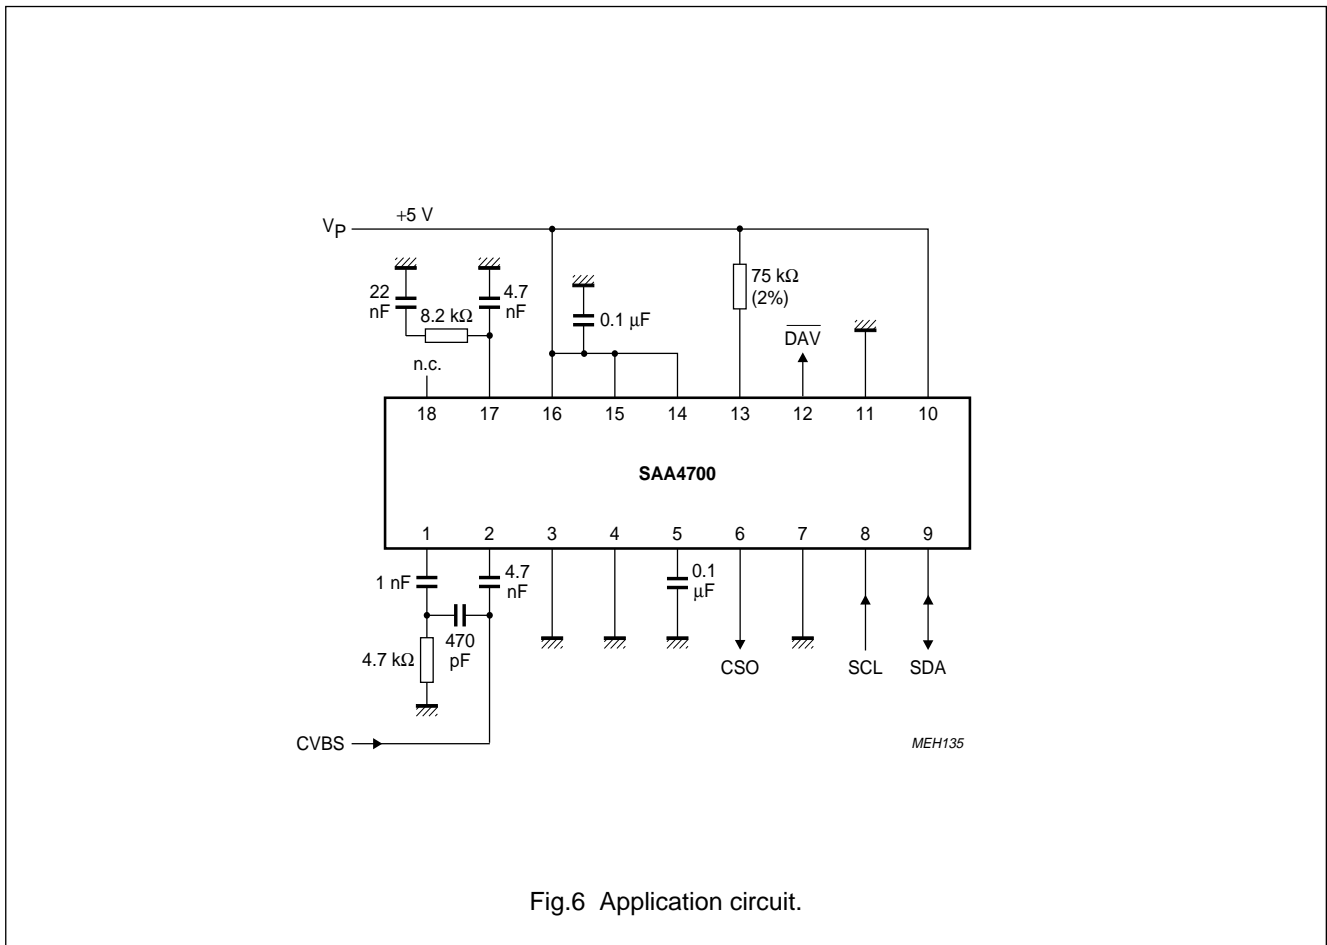 V_P +5 V
22 nF
8.2 kΩ
4.7 nF
0.1 μF
75 kΩ (2%)
DAV
n.c.
18 17 16 15 14 13 12 11 10
SAA4700
1 2 3 4 5 6 7 8 9
1 nF
4.7 nF
0.1 μF
470 pF
4.7 kΩ
CSO SCL SDA
CVBS
MEH135
Fig.6 Application circuit.